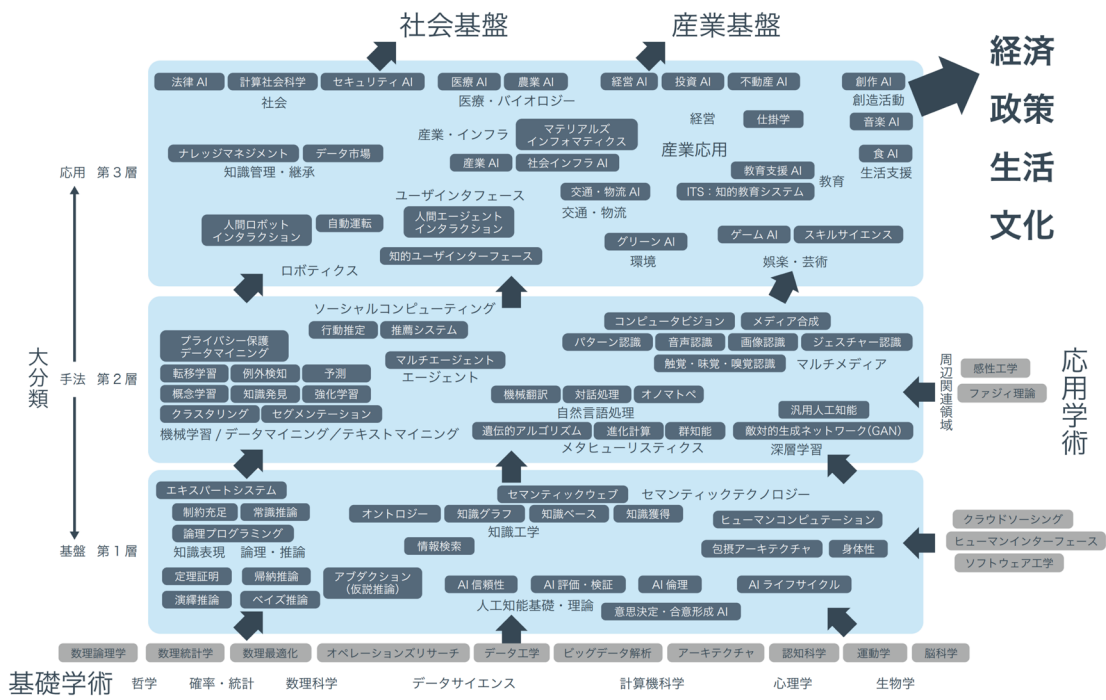 社会基盤
産業基盤
経済
政策
生活
文化
法律 AI
計算社会科学
セキュリティ AI
社会
医療 AI
農業 AI
医療・バイオロジー
経営 AI
投資 AI
不動産 AI
経営
仕掛学
創作 AI
創造活動
音楽 AI
産業・インフラ
マテリアルズ
インフォマティクス
産業応用
ナレッジマネジメント
データ市場
知識管理・継承
産業 AI
社会インフラ AI
食 AI
生活支援
教育支援 AI
ITS：知的教育システム
教育
応用 第３層
ユーザインタフェース
交通・物流 AI
交通・物流
人間ロボット
インタラクション
自動運転
人間エージェント
インタラクション
グリーン AI
環境
ゲーム AI
スキルサイエンス
娯楽・芸術
知的ユーザインターフェース
ロボティクス
ソーシャルコンピューティング
行動推定
推薦システム
プライバシー保護
データマイニング
マルチエージェント
エージェント
転移学習
例外検知
予測
概念学習
知識発見
強化学習
クラスタリング
セグメンテーション
機械学習 / データマイニング／テキストマイニング
コンピュータビジョン
メディア合成
パターン認識
音声認識
画像認識
ジェスチャー認識
触覚・味覚・嗅覚認識
マルチメディア
機械翻訳
対話処理
オノマトペ
自然言語処理
遺伝的アルゴリズム
進化計算
群知能
メタヒューリスティクス
汎用人工知能
敵対的生成ネットワーク(GAN)
深層学習
大分類
手法 第２層
周辺関連領域
感性工学
ファジィ理論
応用学術
エキスパートシステム
制約充足
常識推論
論理プログラミング
知識表現
論理・推論
定理証明
帰納推論
演繹推論
ベイズ推論
アブダクション
（仮説推論）
セマンティックウェブ
セマンティックテクノロジー
オントロジー
知識グラフ
知識ベース
知識獲得
知識工学
情報検索
ヒューマンコンピュテーション
包摂アーキテクチャ
身体性
AI 信頼性
AI 評価・検証
AI 倫理
AI ライフサイクル
人工知能基礎・理論
意思決定・合意形成 AI
基盤 第１層
クラウドソーシング
ヒューマンインターフェース
ソフトウェア工学
数理論理学
数理統計学
数理最適化
オペレーションズリサーチ
データ工学
ビッグデータ解析
アーキテクチャ
認知科学
運動学
脳科学
基礎学術
哲学
確率・統計
数理科学
データサイエンス
計算機科学
心理学
生物学